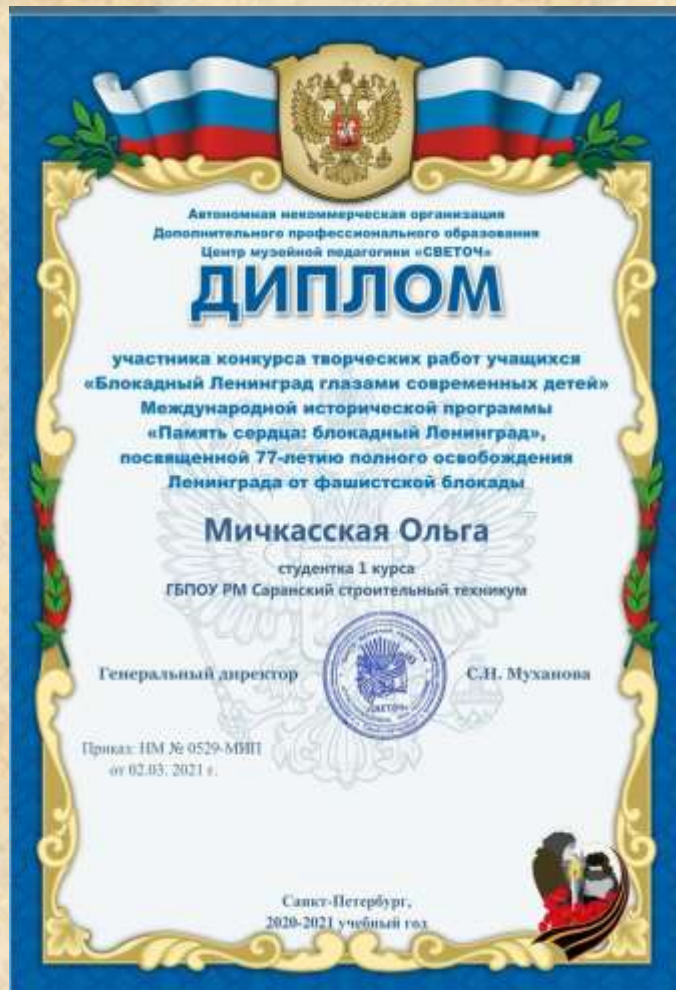 Автономная некоммерческая организация
Дополнительного профессионального образования
Центр музейной педагогики «СВЕТОЧ»
ДИПЛОМ
участника конкурса творческих работ учащихся
«Блокадный Ленинград глазами современных детей»
Международной исторической программы
«Память сердца: блокадный Ленинград»,
посвященной 77-летию полного освобождения
Ленинграда от фашистской блокады
Мичкасская Ольга
студентка 1 курса
ГБПОУ РМ Саранский строительный техникум
Генеральный директор
«СВЕТОЧ»
С.Н. Муханова
Приказ: НМ № 0529-МИП
от 02.03. 2021 г.
Санкт-Петербург,
2020-2021 учебный год